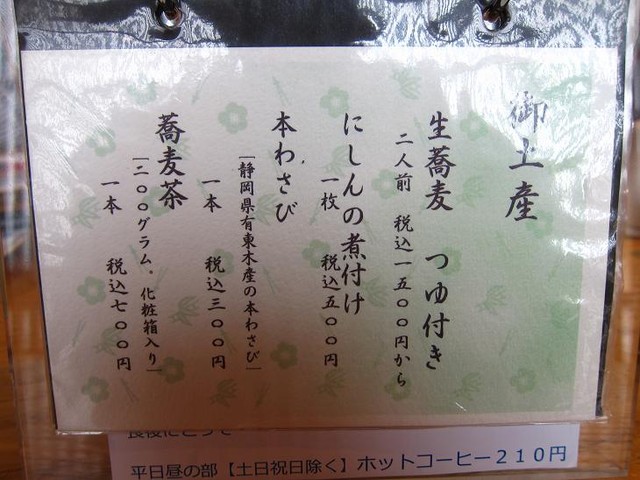 御土産
生蕎麦 つゆ付き
二人前 税込一五〇〇円から
にしんの煮付け
一枚 税込五〇〇円
本わさび
［静岡県有東木産の本わさび］
一本 税込三〇〇円
蕎麦茶
［二〇〇グラム。化粧箱入り］
一本 税込七〇〇円
平日昼の部【土日祝日除く】ホットコーヒー２１０円